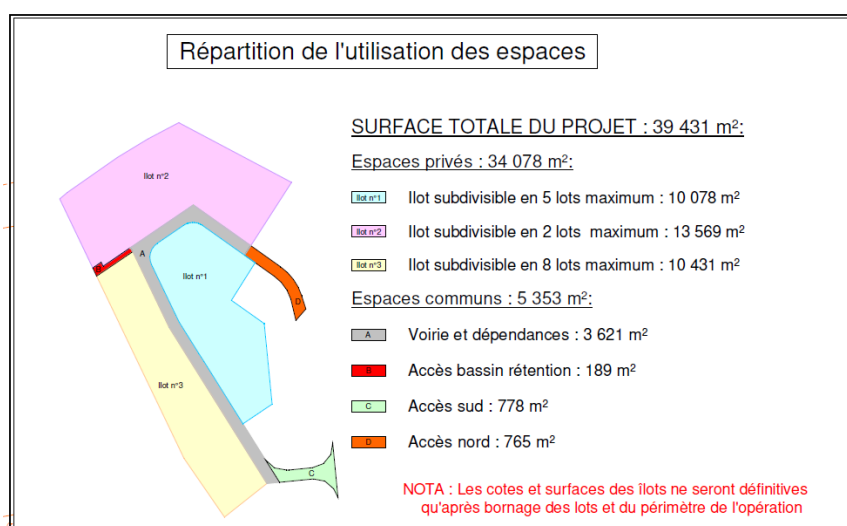 Répartition de l'utilisation des espaces
SURFACE TOTALE DU PROJET : 39 431 m²:
Espaces privés : 34 078 m²:
Ilot n°1 Ilot subdivisible en 5 lots maximum : 10 078 m²
Ilot n°2 Ilot subdivisible en 2 lots maximum : 13 569 m²
Ilot n°3 Ilot subdivisible en 8 lots maximum : 10 431 m²
Espaces communs : 5 353 m²:
A Voirie et dépendances : 3 621 m²
B Accès bassin rétention : 189 m²
C Accès sud : 778 m²
D Accès nord : 765 m²
NOTA : Les cotes et surfaces des îlots ne seront définitives
qu'après bornage des lots et du périmètre de l'opération
Ilot n°2
B
A
Ilot n°1
D
Ilot n°3
C